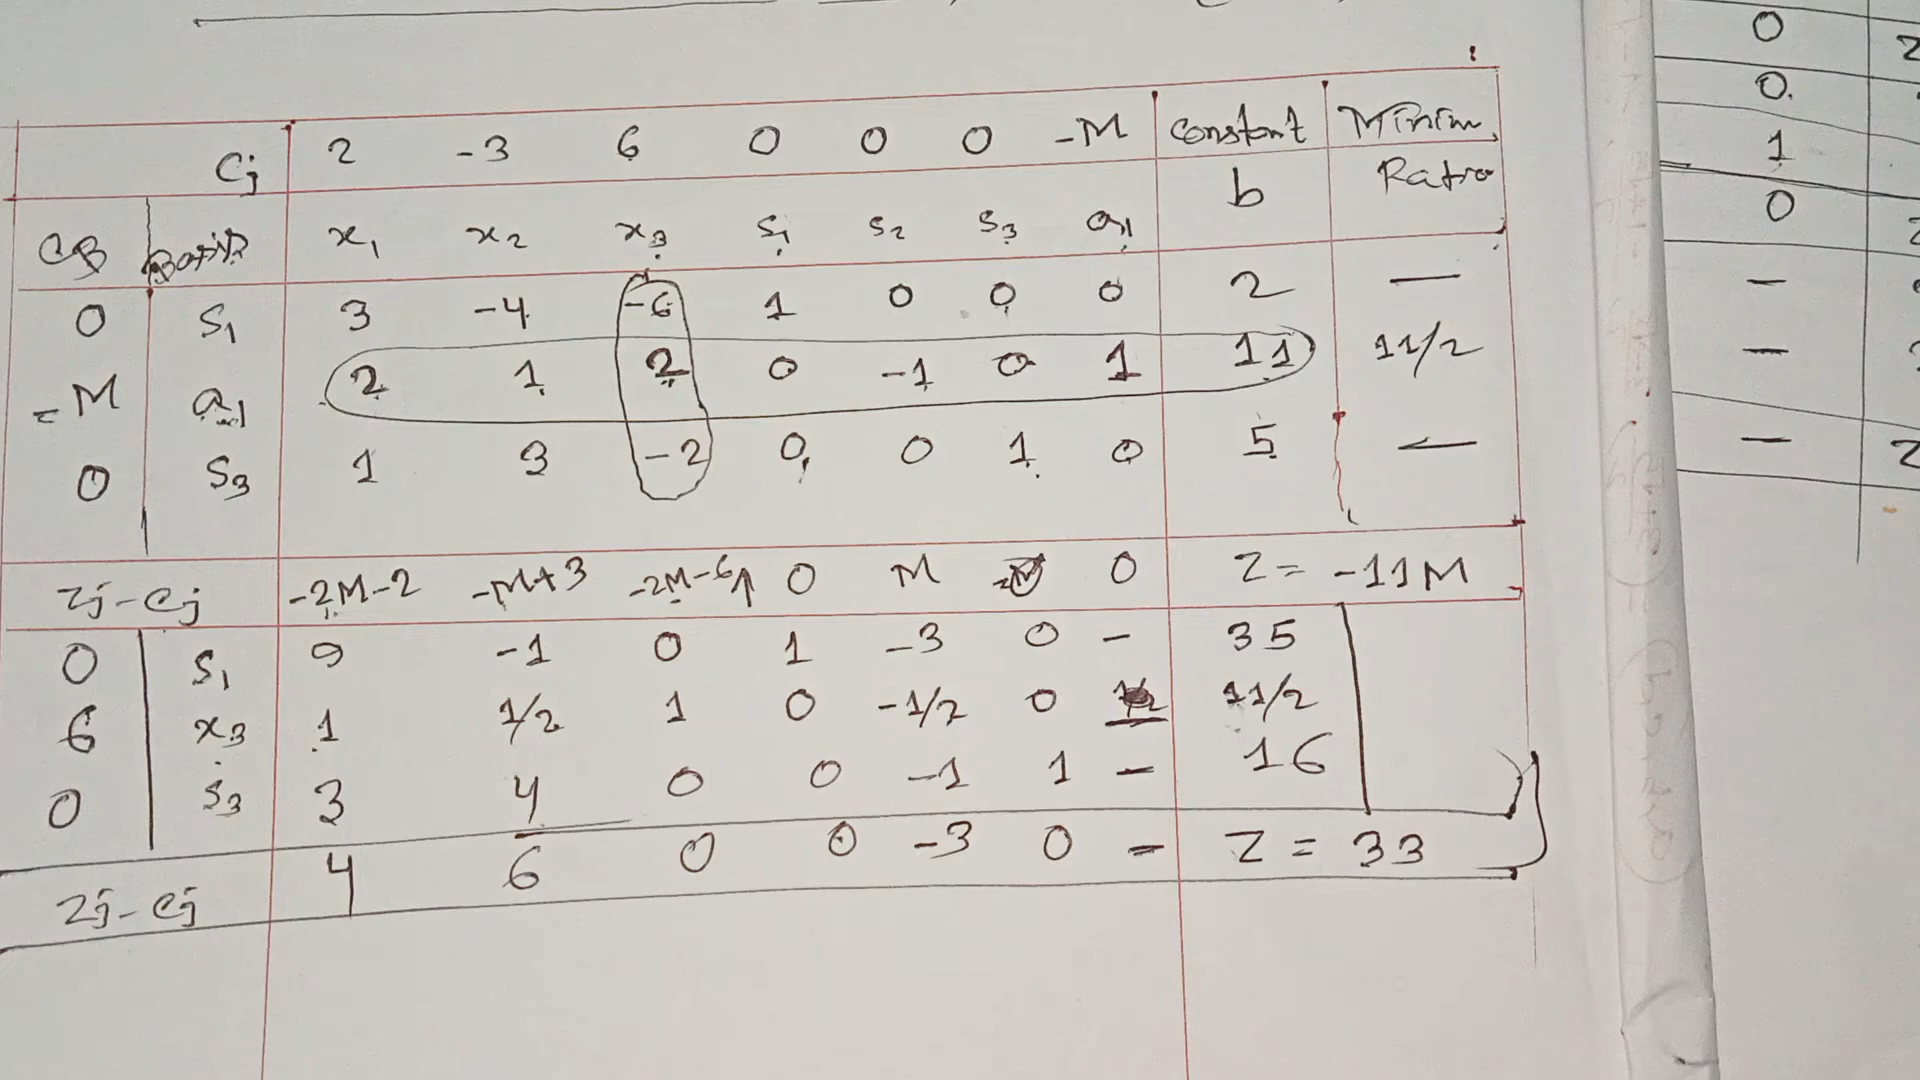 Cj 2 -3 6 0 0 0 -M Constant Minim.
CB Basis x1 x2 x3 s1 s2 s3 a1 b Ratio
0 s1 3 -4 -6 1 0 0 0 2 —
-M a1 2 1 2 0 -1 0 1 11 11/2
0 s3 1 3 -2 0 0 1 0 5 —
Zj-Cj -2M-2 -M+3 -2M-6↑ 0 M 0 Z = -11M
0 s1 9 -1 0 1 -3 0 - 35
6 x3 1 1/2 1 0 -1/2 0 11/2
0 s3 3 4 0 0 -1 1 - 16
Zj-Cj 4 6 0 0 -3 0 - Z = 33
0
0.
1
0
—
—
—